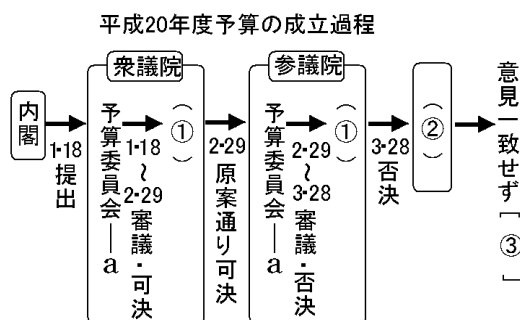 平成20年度予算の成立過程
内閣
1・18
提出
衆議院
予算委員会―a
1・18～2・29
審議・可決
(①)
2・29
原案通り可決
参議院
予算委員会―a
2・29～3・28
審議・否決
(①)
3・28
否決
(②)
意見一致せず[③]